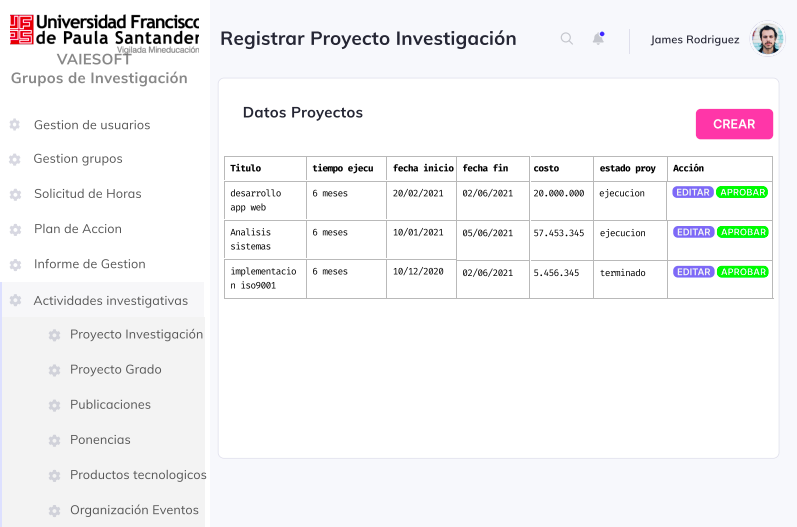 UFPS
Universidad Francisco
de Paula Santander
Vigilada Mineducación
VAIESOFT
Grupos de Investigación
Gestion de usuarios
Gestion grupos
Solicitud de Horas
Plan de Accion
Informe de Gestion
Actividades investigativas
Proyecto Investigación
Proyecto Grado
Publicaciones
Ponencias
Productos tecnologicos
Organización Eventos
Registrar Proyecto Investigación
James Rodriguez
Datos Proyectos
CREAR
Titulo tiempo ejecu fecha inicio fecha fin costo estado proy Acción
desarrollo 6 meses 20/02/2021 02/06/2021 20.000.000 ejecucion EDITAR APROBAR
app web
Analisis 6 meses 10/01/2021 05/06/2021 57.453.345 ejecucion EDITAR APROBAR
sistemas
implementacio 6 meses 10/12/2020 02/06/2021 5.456.345 terminado EDITAR APROBAR
n iso9001